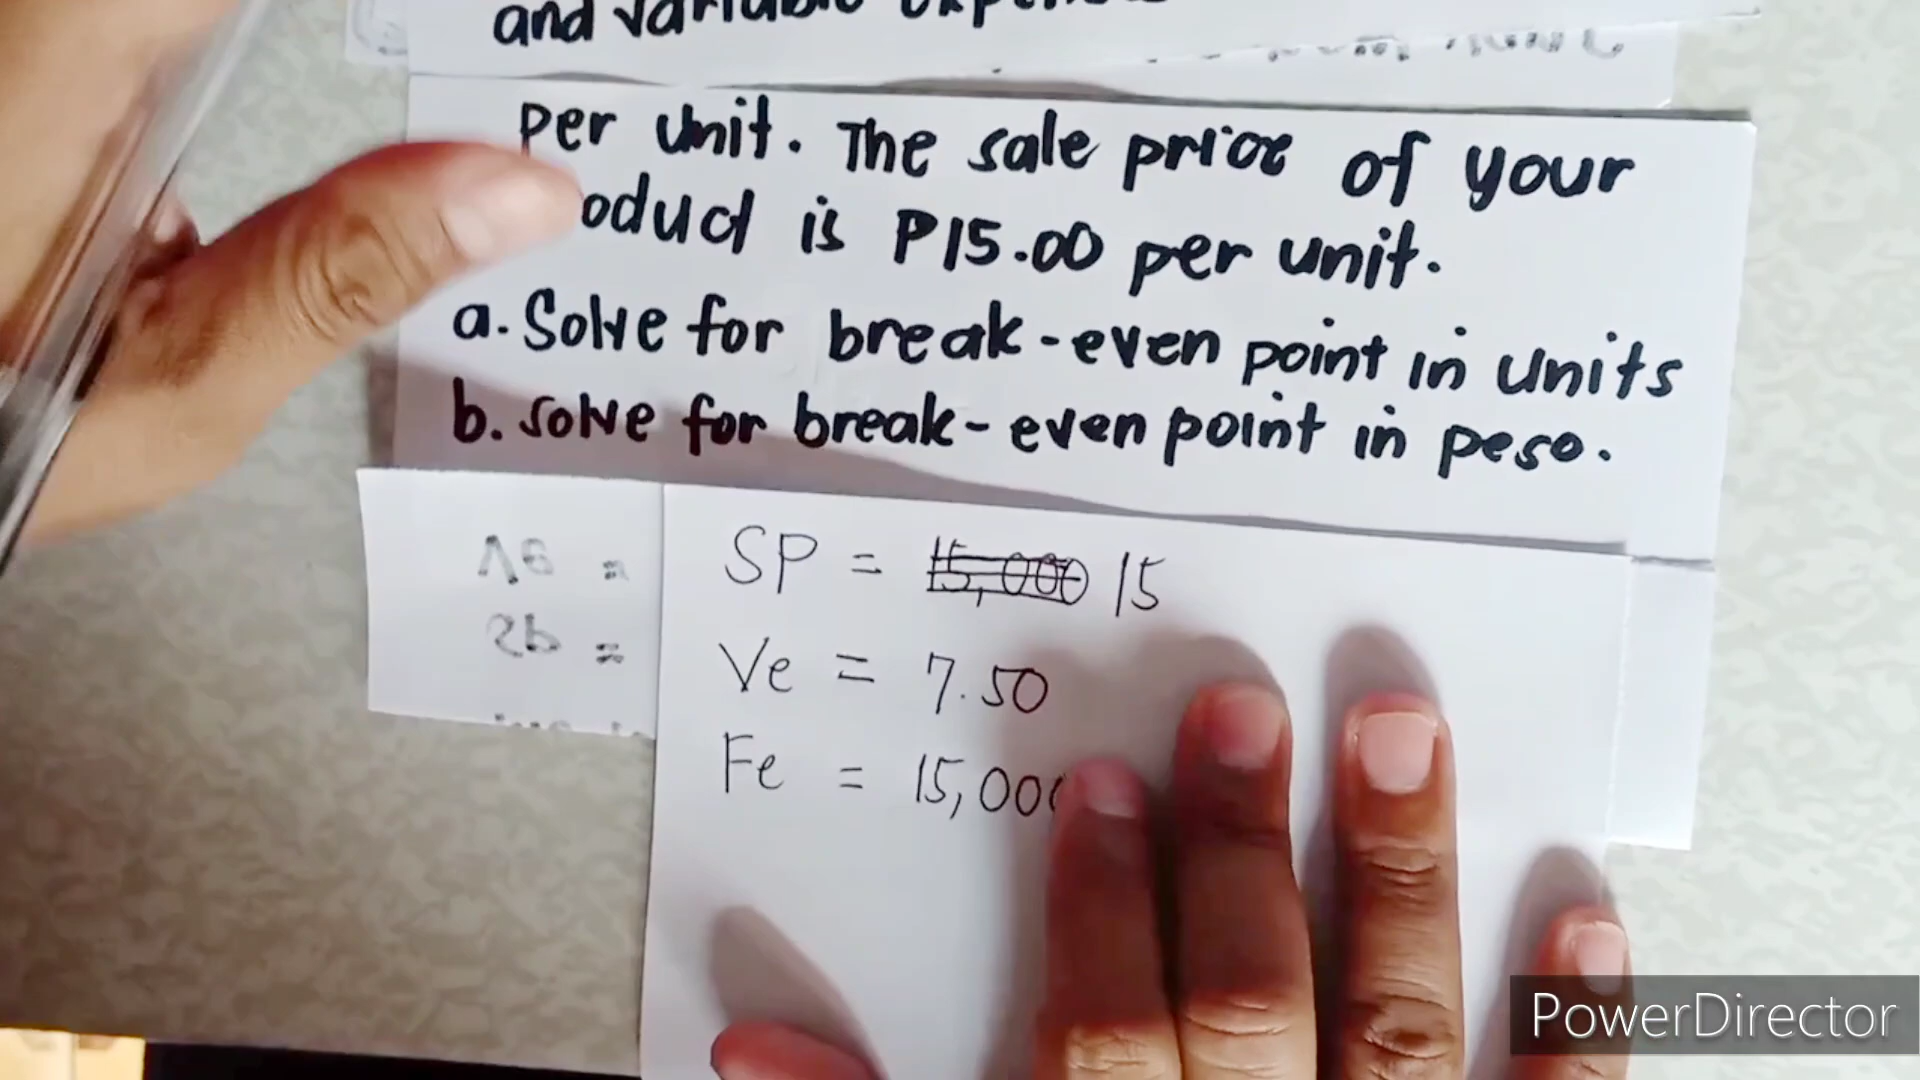 and variable
per unit. The sale price of your
oduct is P15.00 per unit.
a. Solve for break-even point in units
b. solve for break-even point in peso.
SP = 15,000 15
Ve = 7.50
Fe = 15,000
PowerDirector